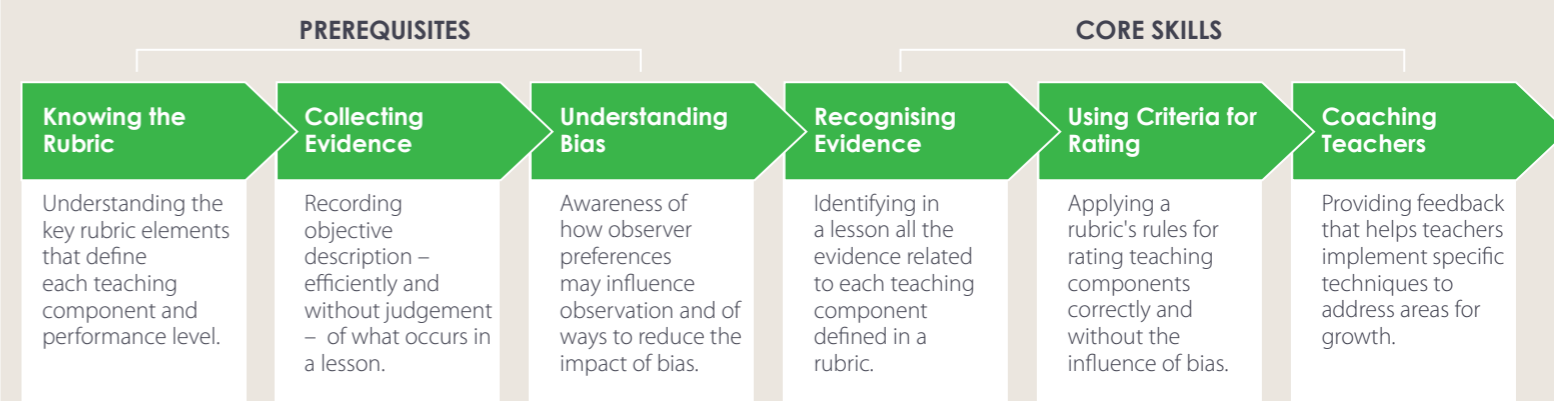 PREREQUISITES
CORE SKILLS
Knowing the
Rubric
Understanding the
key rubric elements
that define
each teaching
component and
performance level.
Collecting
Evidence
Recording
objective
description –
efficiently and
without judgement
– of what occurs in
a lesson.
Understanding
Bias
Awareness of
how observer
preferences
may influence
observation and of
ways to reduce the
impact of bias.
Recognising
Evidence
Identifying in
a lesson all the
evidence related
to each teaching
component
defined in a
rubric.
Using Criteria for
Rating
Applying a
rubric's rules for
rating teaching
components
correctly and
without the
influence of bias.
Coaching
Teachers
Providing feedback
that helps teachers
implement specific
techniques to
address areas for
growth.